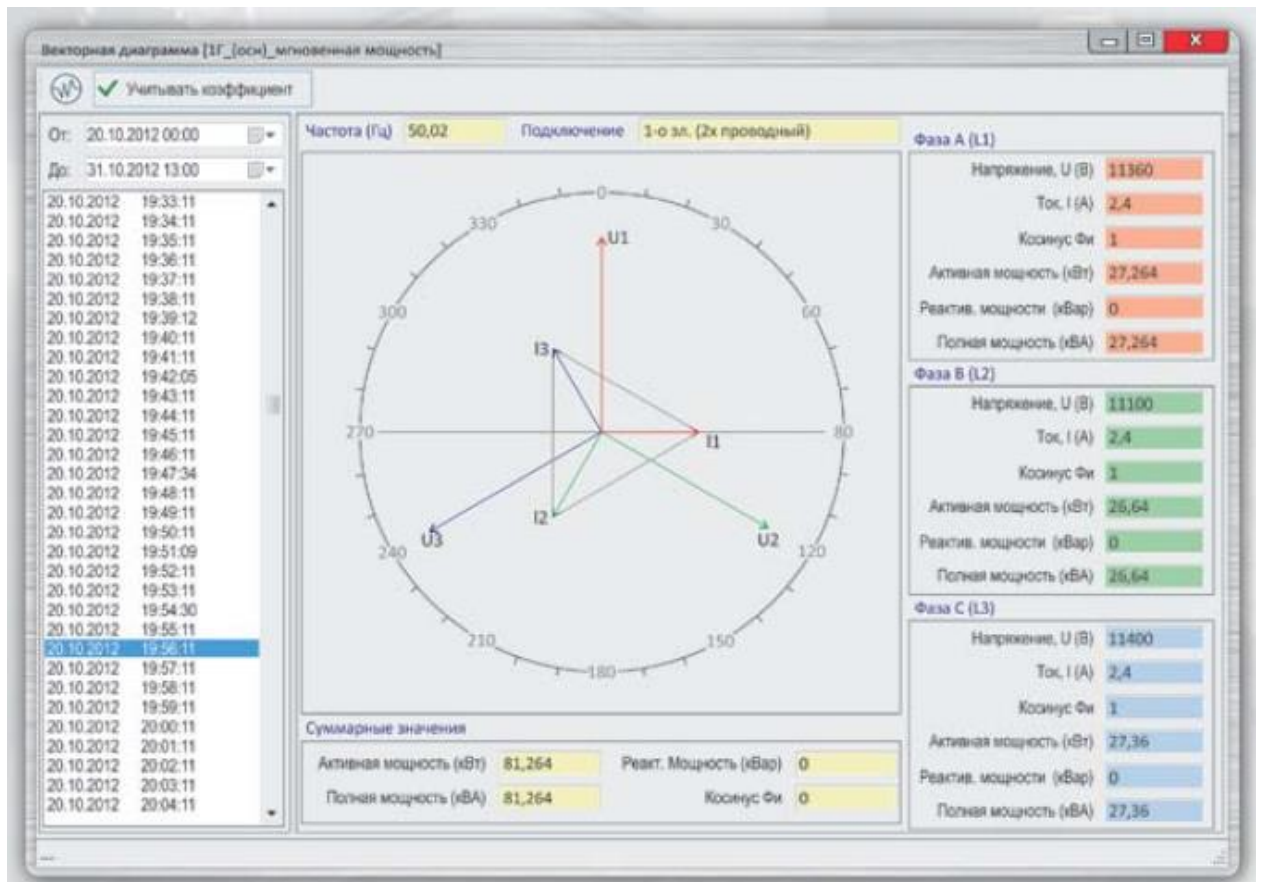 Векторная диаграмма [1Г_(осн)_мгновенная мощность]
Учитывать коэффициент
От: 20.10.2012 00:00
До: 31.10.2012 13:00
20.10.2012 19:33:11
20.10.2012 19:34:11
20.10.2012 19:35:11
20.10.2012 19:36:11
20.10.2012 19:37:11
20.10.2012 19:38:11
20.10.2012 19:39:12
20.10.2012 19:40:11
20.10.2012 19:41:11
20.10.2012 19:42:05
20.10.2012 19:43:11
20.10.2012 19:44:11
20.10.2012 19:45:11
20.10.2012 19:46:11
20.10.2012 19:47:34
20.10.2012 19:48:11
20.10.2012 19:49:11
20.10.2012 19:50:11
20.10.2012 19:51:09
20.10.2012 19:52:11
20.10.2012 19:53:11
20.10.2012 19:54:30
20.10.2012 19:55:11
20.10.2012 19:56:11
20.10.2012 19:57:11
20.10.2012 19:58:11
20.10.2012 19:59:11
20.10.2012 20:00:11
20.10.2012 20:01:11
20.10.2012 20:02:11
20.10.2012 20:03:11
20.10.2012 20:04:11
Частота (Гц) 50,02 Подключение 1-о эл. (2х проводный)
0
330 30
U1
300 60
I3
270 I1 80
I2
U3 U2
240 120
210 150
180
Суммарные значения
Активная мощность (кВт) 81,264 Реакт. Мощность (кВар) 0
Полная мощность (кВА) 81,264 Косинус Фи 0
Фаза A (L1)
Напряжение, U (В) 11360
Ток, I (А) 2,4
Косинус Фи 1
Активная мощность (кВт) 27,264
Реактив. мощности (кВар) 0
Полная мощность (кВА) 27,264
Фаза B (L2)
Напряжение, U (В) 11100
Ток, I (А) 2,4
Косинус Фи 1
Активная мощность (кВт) 26,64
Реактив. мощности (кВар) 0
Полная мощность (кВА) 26,64
Фаза C (L3)
Напряжение, U (В) 11400
Ток, I (А) 2,4
Косинус Фи 1
Активная мощность (кВт) 27,36
Реактив. мощности (кВар) 0
Полная мощность (кВА) 27,36